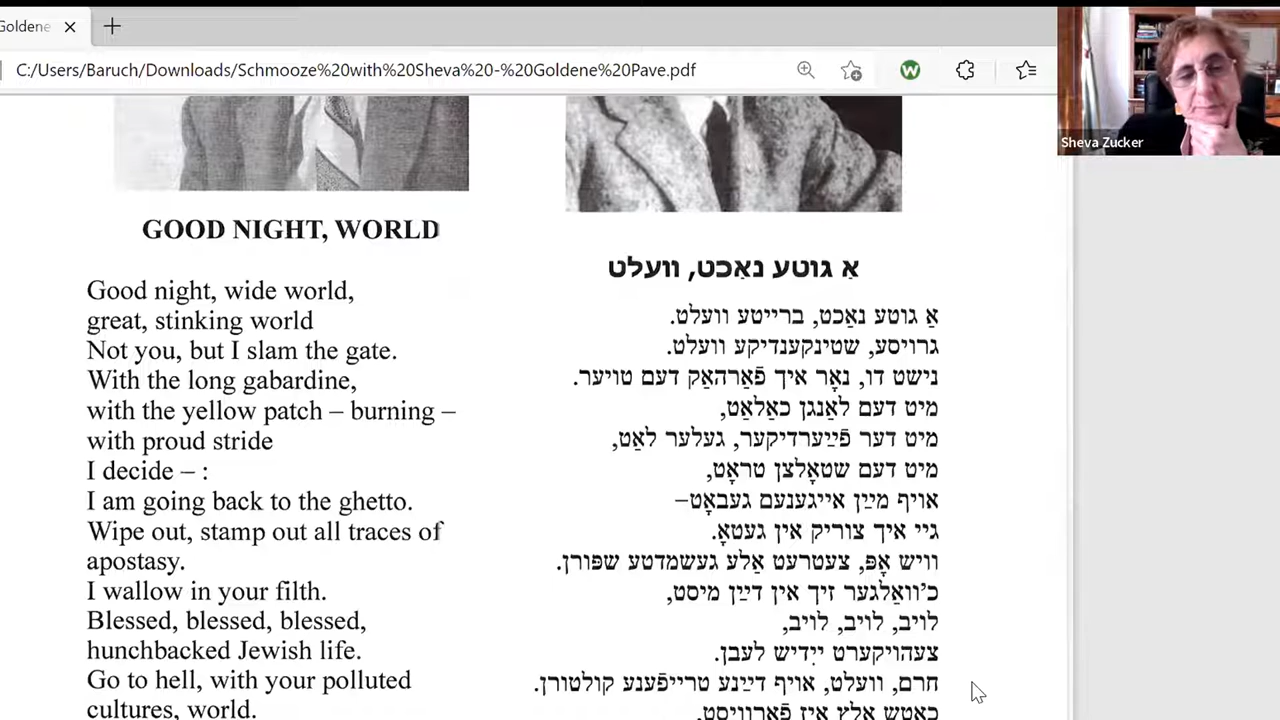 Goldene
C:/Users/Baruch/Downloads/Schmooze%20with%20Sheva%20-%20Goldene%20Pave.pdf
W
Sheva Zucker
GOOD NIGHT, WORLD
Good night, wide world,
great, stinking world
Not you, but I slam the gate.
With the long gabardine,
with the yellow patch – burning –
with proud stride
I decide – :
I am going back to the ghetto.
Wipe out, stamp out all traces of
apostasy.
I wallow in your filth.
Blessed, blessed, blessed,
hunchbacked Jewish life.
Go to hell, with your polluted
cultures, world.
אַ גוטע נאַכט, וועלט
אַ גוטע נאַכט, ברייטע וועלט.
גרויסע, שטינקענדיקע וועלט.
נישט דו, נאָר איך פֿאַרהאַק דעם טויער.
מיט דעם לאַנגן כאַלאַט,
מיט דער פֿײַערדיקער, געלער לאַט,
מיט דעם שטאָלצן טראָט,
אויף מײַן אייגענעם געבאָט–
גיי איך צוריק אין געטאָ.
וויש אָפּ, צעטרעט אַלע געשמדטע שפּורן.
כ'וואַלגער זיך אין דײַן מיסט,
לויב, לויב, לויב,
צעהויקערט ייִדיש לעבן.
חרם, וועלט, אויף דײַנע טרייפֿענע קולטורן.
כאָטש אַלץ איז פֿאַרוויסט,